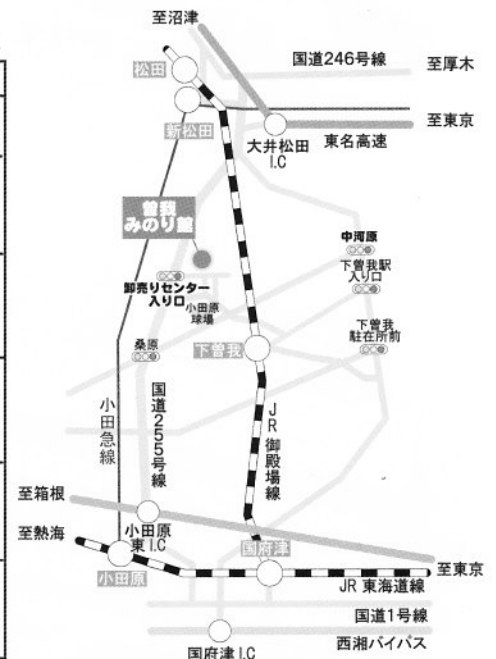 至沼津
国道246号線
至厚木
松田
新松田
至東京
大井松田
I.C
東名高速
曽我
みのり館
中河原
下曽我駅
入り口
卸売りセンター
入り口
小田原
球場
下曽我
駐在所前
桑原
下曽我
小田急線
国道255号線
JR御殿場線
至箱根
小田原
東I.C
至熱海
国府津
小田原
至東京
JR 東海道線
国道1号線
西湘バイパス
国府津 I.C